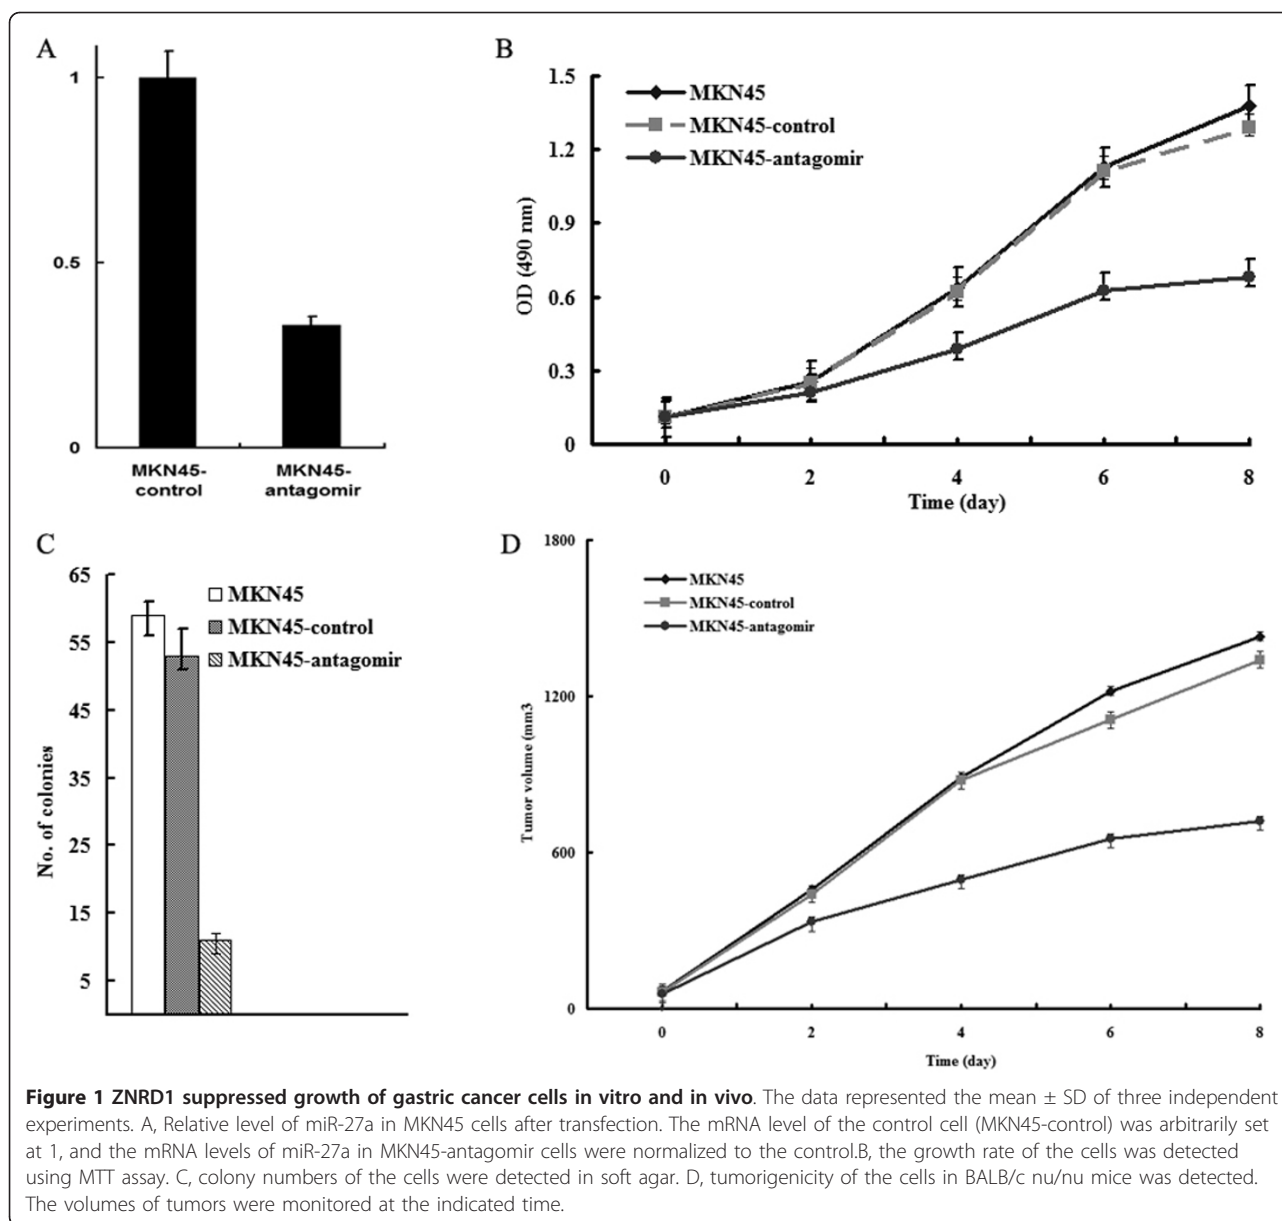 A
1
0.5
0
MKN45-
control
MKN45-
antagomir
B
MKN45
MKN45-control
MKN45-antagomir
1.5
1.2
0.9
0.6
0.3
0
OD (490 nm)
0 2 4 6 8
Time (day)
C
65
55
45
35
25
15
5
No. of colonies
MKN45
MKN45-control
MKN45-antagomir
D
1800
1200
600
0
Tumor volume (mm3
MKN45
MKN45-control
MKN45-antagomir
0 2 4 6 8
Time (day)
Figure 1 ZNRD1 suppressed growth of gastric cancer cells in vitro and in vivo. The data represented the mean ± SD of three independent
experiments. A, Relative level of miR-27a in MKN45 cells after transfection. The mRNA level of the control cell (MKN45-control) was arbitrarily set
at 1, and the mRNA levels of miR-27a in MKN45-antagomir cells were normalized to the control.B, the growth rate of the cells was detected
using MTT assay. C, colony numbers of the cells were detected in soft agar. D, tumorigenicity of the cells in BALB/c nu/nu mice was detected.
The volumes of tumors were monitored at the indicated time.